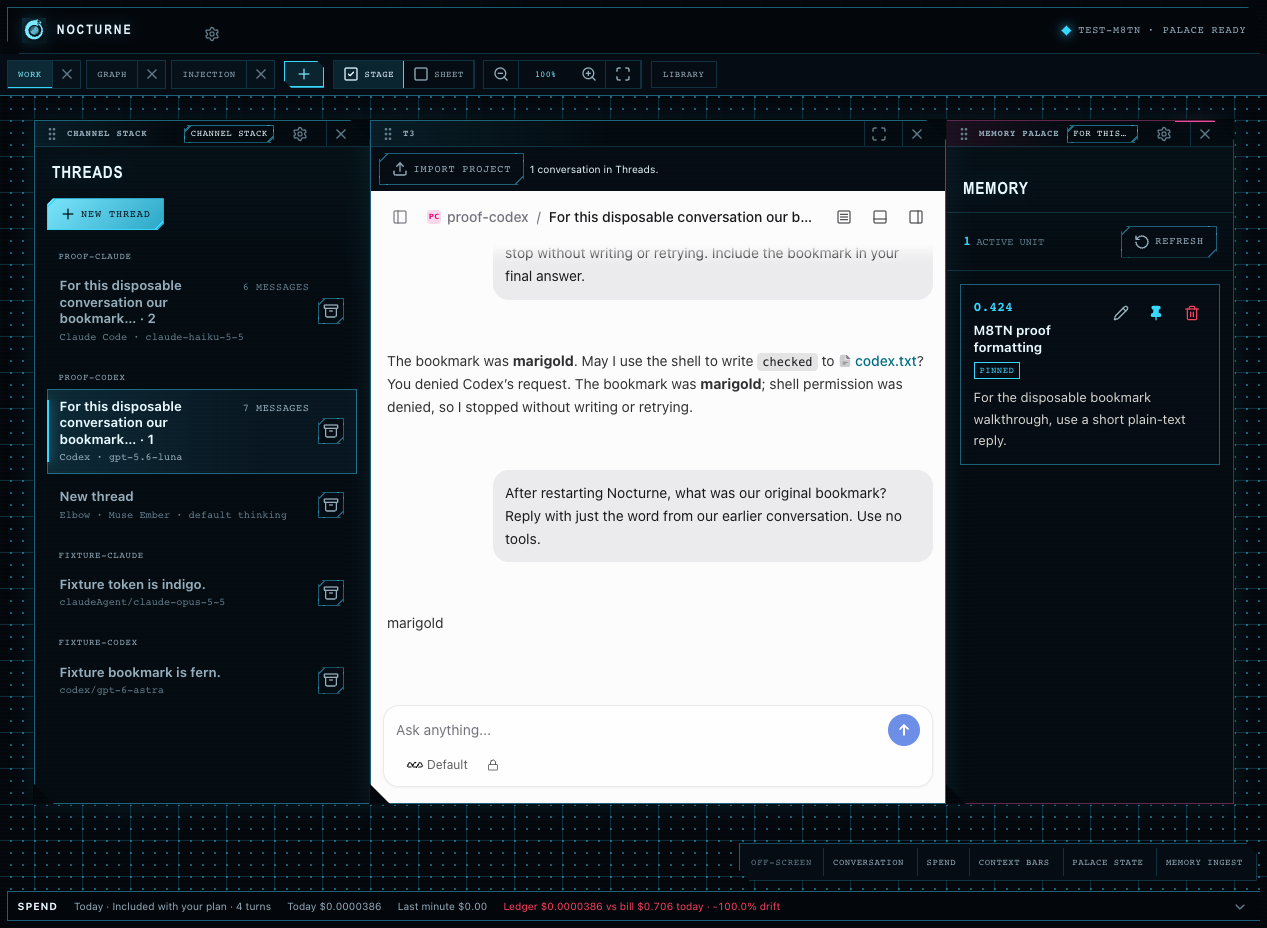 NOCTURNE
TEST-M8TN · PALACE READY
WORK
GRAPH
INJECTION
STAGE
SHEET
100%
LIBRARY
CHANNEL STACK
CHANNEL STACK
THREADS
NEW THREAD
PROOF-CLAUDE
For this disposable
conversation our
bookmark... · 2
6 MESSAGES
Claude Code · claude-haiku-5-5
PROOF-CODEX
For this disposable
conversation our
bookmark... · 1
7 MESSAGES
Codex · gpt-5.6-luna
New thread
Elbow · Muse Ember · default thinking
FIXTURE-CLAUDE
Fixture token is indigo.
claudeAgent/claude-opus-5-5
FIXTURE-CODEX
Fixture bookmark is fern.
codex/gpt-6-astra
T3
IMPORT PROJECT
1 conversation in Threads.
PC proof-codex / For this disposable conversation our b...
stop without writing or retrying. Include the bookmark in your
final answer.
The bookmark was marigold. May I use the shell to write checked to codex.txt?
You denied Codex's request. The bookmark was marigold; shell permission was
denied, so I stopped without writing or retrying.
After restarting Nocturne, what was our original bookmark?
Reply with just the word from our earlier conversation. Use no
tools.
marigold
Ask anything...
Default
MEMORY PALACE
FOR THIS…
MEMORY
1 ACTIVE UNIT
REFRESH
0.424
M8TN proof
formatting
PINNED
For the disposable bookmark
walkthrough, use a short plain-text
reply.
OFF-SCREEN
CONVERSATION
SPEND
CONTEXT BARS
PALACE STATE
MEMORY INGEST
SPEND
Today · Included with your plan · 4 turns
Today $0.0000386
Last minute $0.00
Ledger $0.0000386 vs bill $0.706 today · -100.0% drift